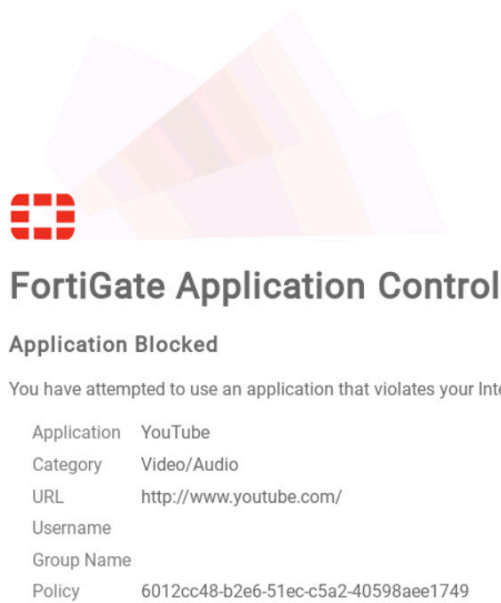 FortiGate Application Control
Application Blocked
You have attempted to use an application that violates your
Application YouTube
Category Video/Audio
URL http://www.youtube.com/
Username
Group Name
Policy 6012cc48-b2e6-51ec-c5a2-40598aee1749